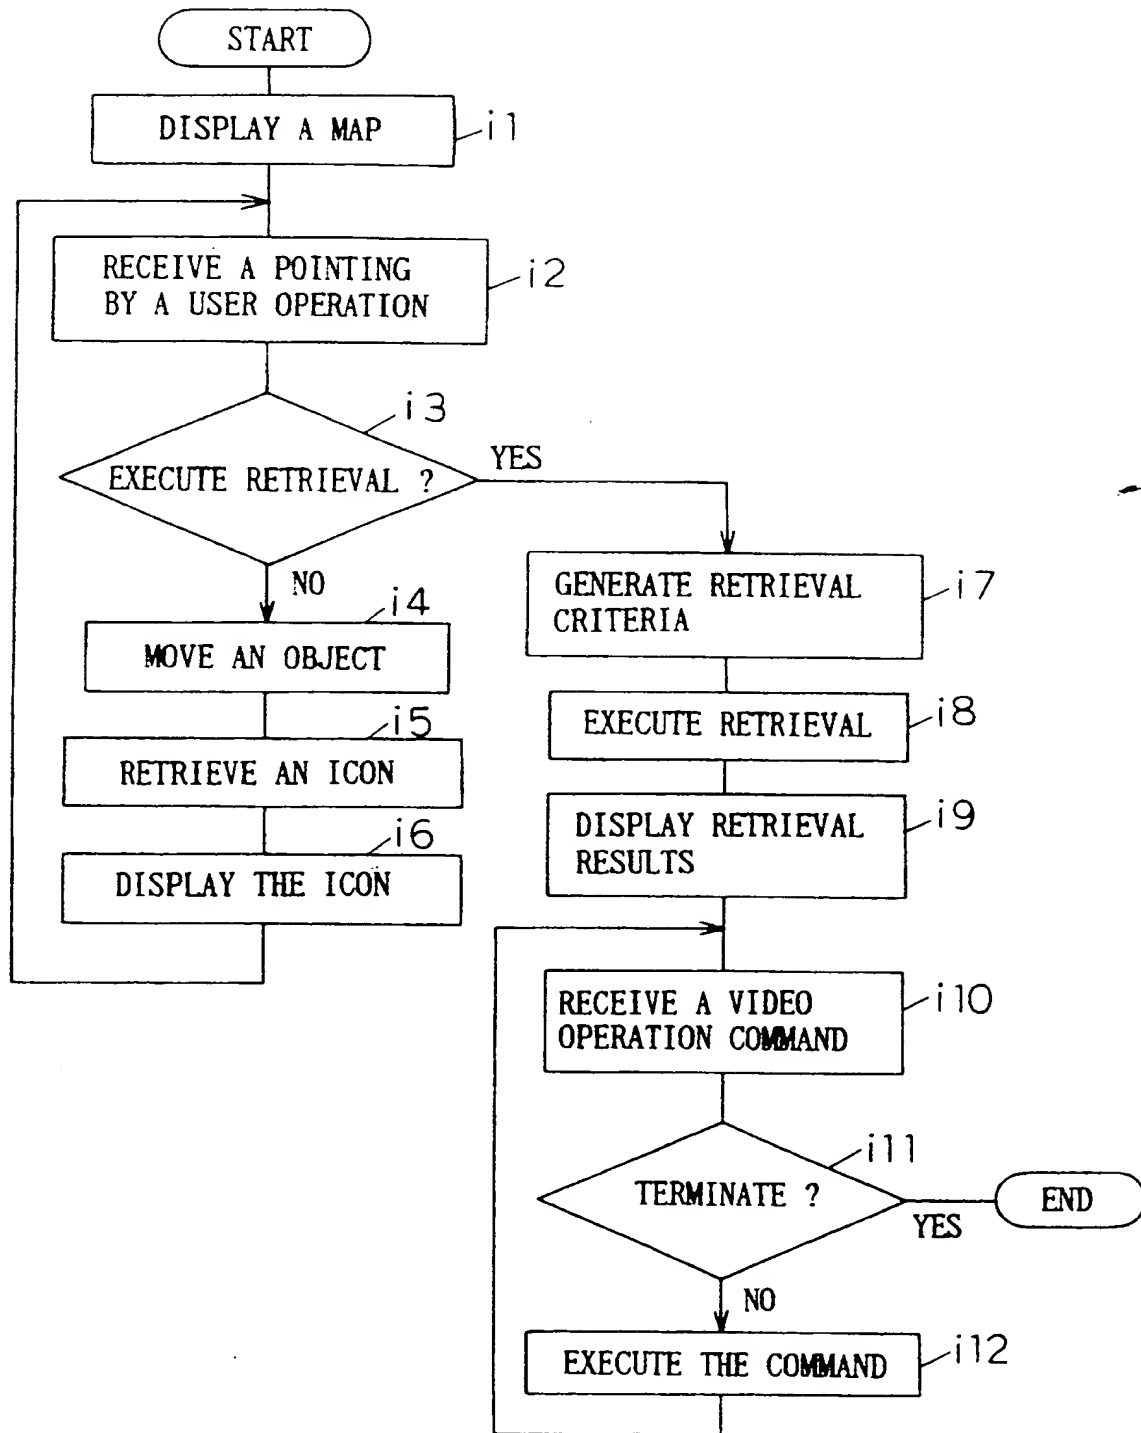 START
DISPLAY A MAP
i1
RECEIVE A POINTING
BY A USER OPERATION
i2
i3
EXECUTE RETRIEVAL ?
YES
NO
i4
MOVE AN OBJECT
i5
RETRIEVE AN ICON
i6
DISPLAY THE ICON
GENERATE RETRIEVAL
CRITERIA
i7
EXECUTE RETRIEVAL
i8
DISPLAY RETRIEVAL
RESULTS
i9
RECEIVE A VIDEO
OPERATION COMMAND
i10
i11
TERMINATE ?
YES
END
NO
EXECUTE THE COMMAND
i12